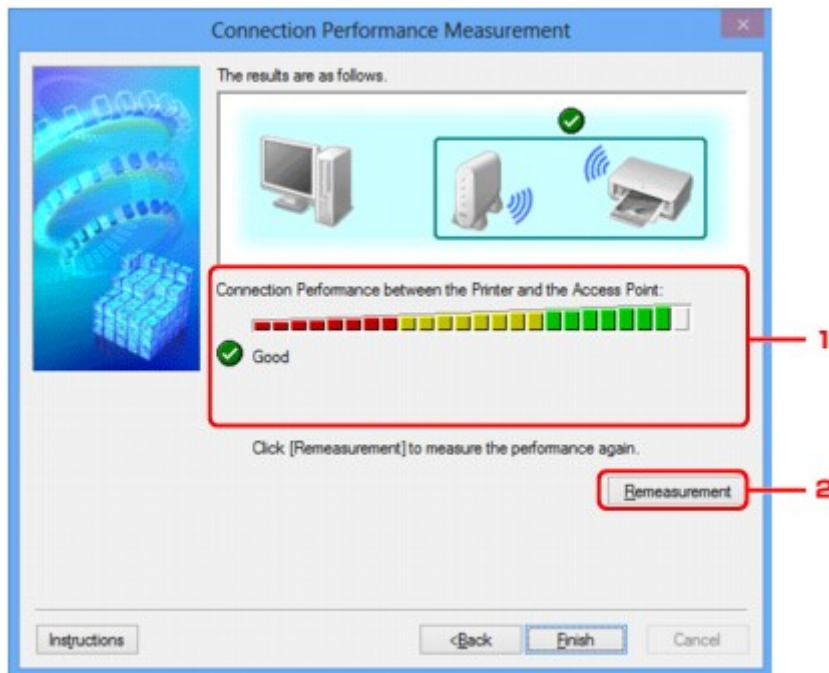 Connection Performance Measurement
The results are as follows.
Connection Performance between the Printer and the Access Point:
Good
1
Click [Remeasurement] to measure the performance again.
Remeasurement
2
Instructions
<Back
Finish
Cancel